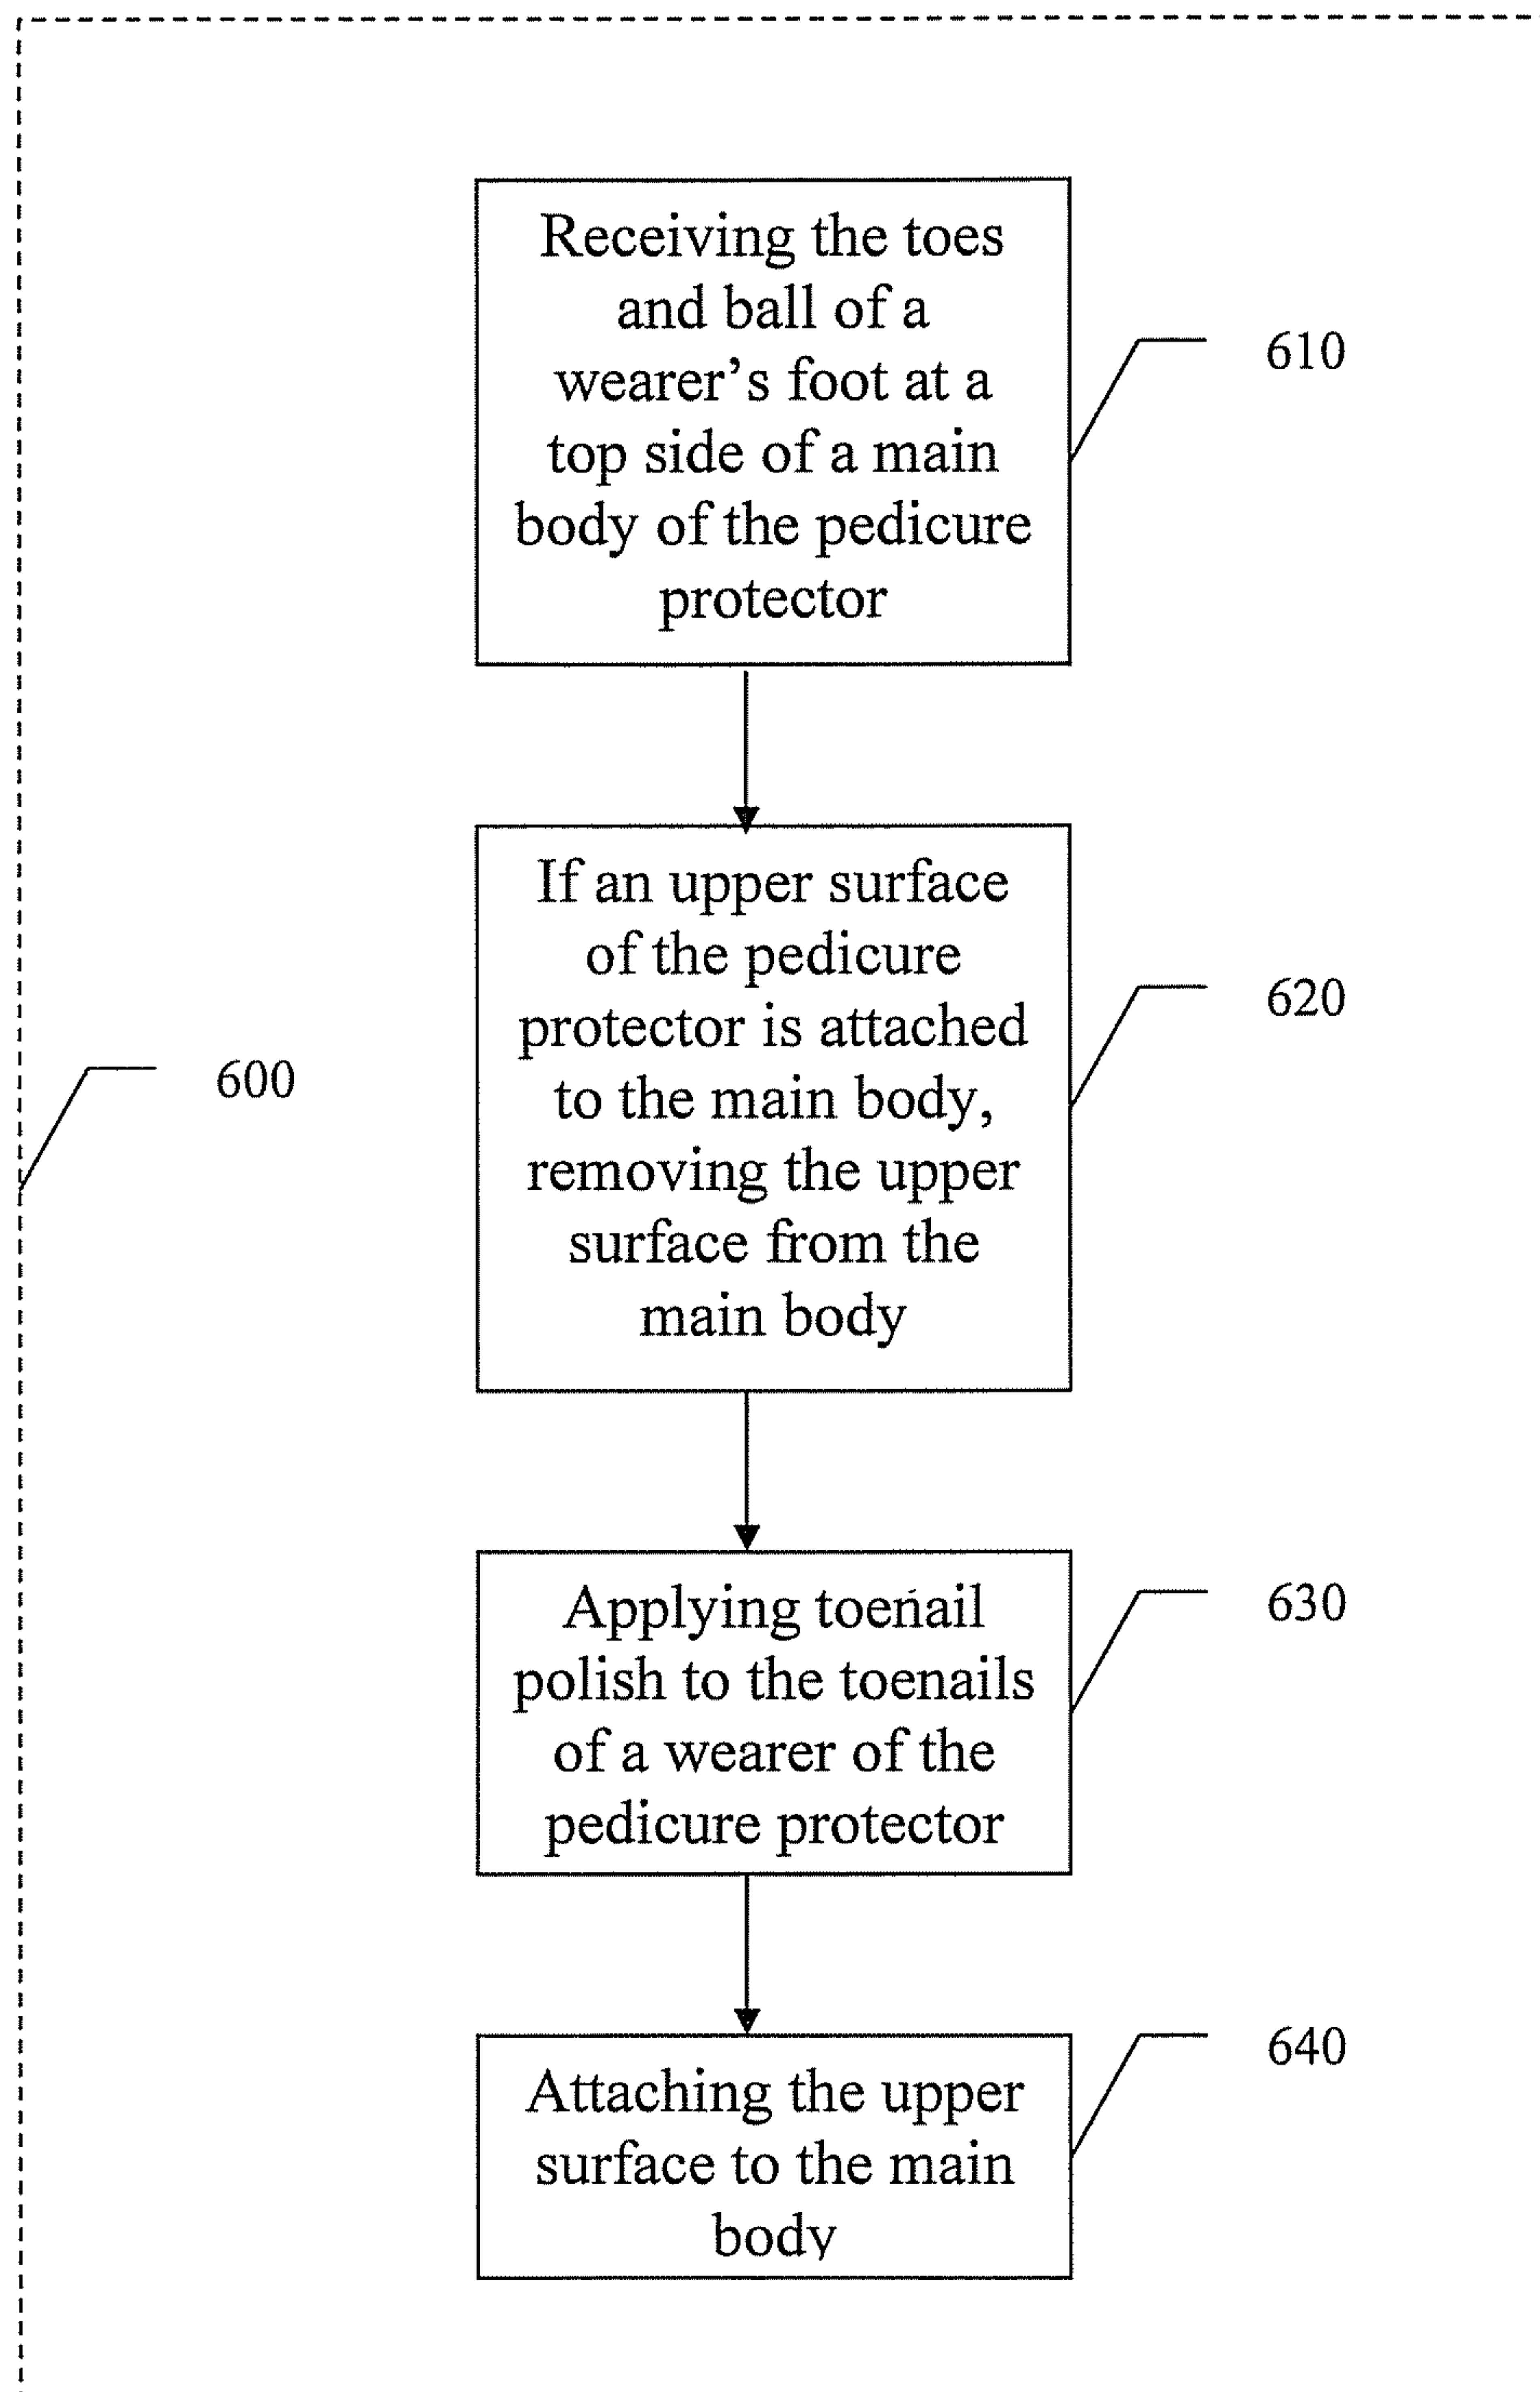 Receiving the toes
and ball of a
wearer’s foot at a
top side of a main
body of the pedicure
protector
610
If an upper surface
of the pedicure
protector is attached
to the main body,
removing the upper
surface from the
main body
620
600
Applying toenail
polish to the toenails
of a wearer of the
pedicure protector
630
Attaching the upper
surface to the main
body
640